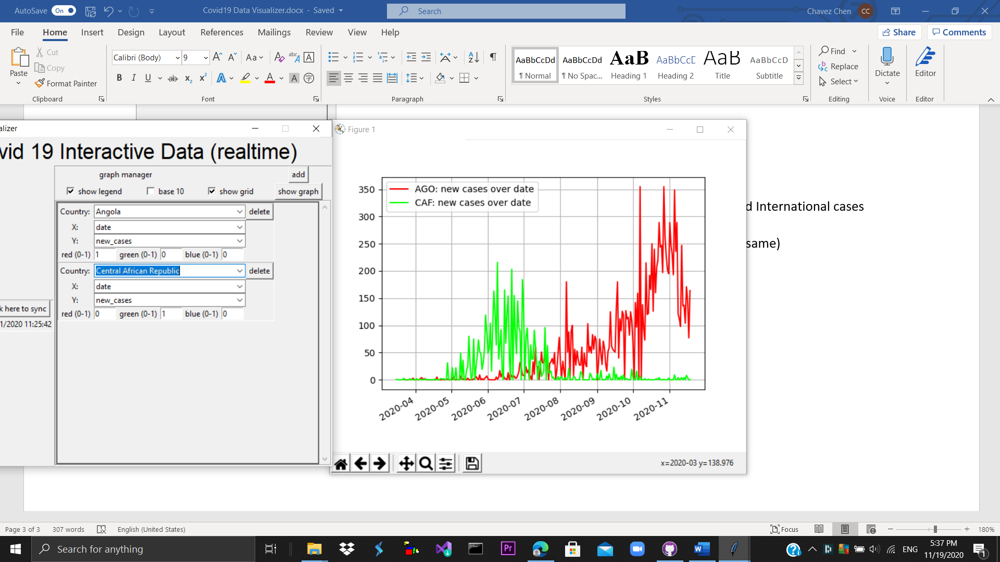 AutoSave On Covid19 Data Visualizer.docx - Saved Search Chavez Chen CC
File Home Insert Design Layout References Mailings Review View Help Share Comments
Paste Cut Copy Format Painter Clipboard
Calibri (Body) 9 Aa abc A B I U ab x2 x2 A A A 字 Font
Paragraph
AaBbCcDd ¶ Normal AaBbCcDd ¶ No Spac... AaB Heading 1 AaBbCcD Heading 2 AaB Title AaBbCcD Subtitle Styles
Find Replace Select Editing
Dictate Voice
Editor Editor
alizer
vid 19 Interactive Data (realtime)
graph manager add
show legend base 10 show grid show graph
Country: Angola delete
X: date
Y: new_cases
red (0-1) 1 green (0-1) 0 blue (0-1) 0
Country: Central African Republic delete
X: date
Y: new_cases
red (0-1) 0 green (0-1) 1 blue (0-1) 0
k here to sync
1/2020 11:25:42
Figure 1
AGO: new cases over date
CAF: new cases over date
350
300
250
200
150
100
50
0
2020-04 2020-05 2020-06 2020-07 2020-08 2020-09 2020-10 2020-11
x=2020-03 y=138.976
d International cases
same)
Page 3 of 3 307 words English (United States) Focus 180%
Search for anything Pr ENG 5:37 PM
11/19/2020 1